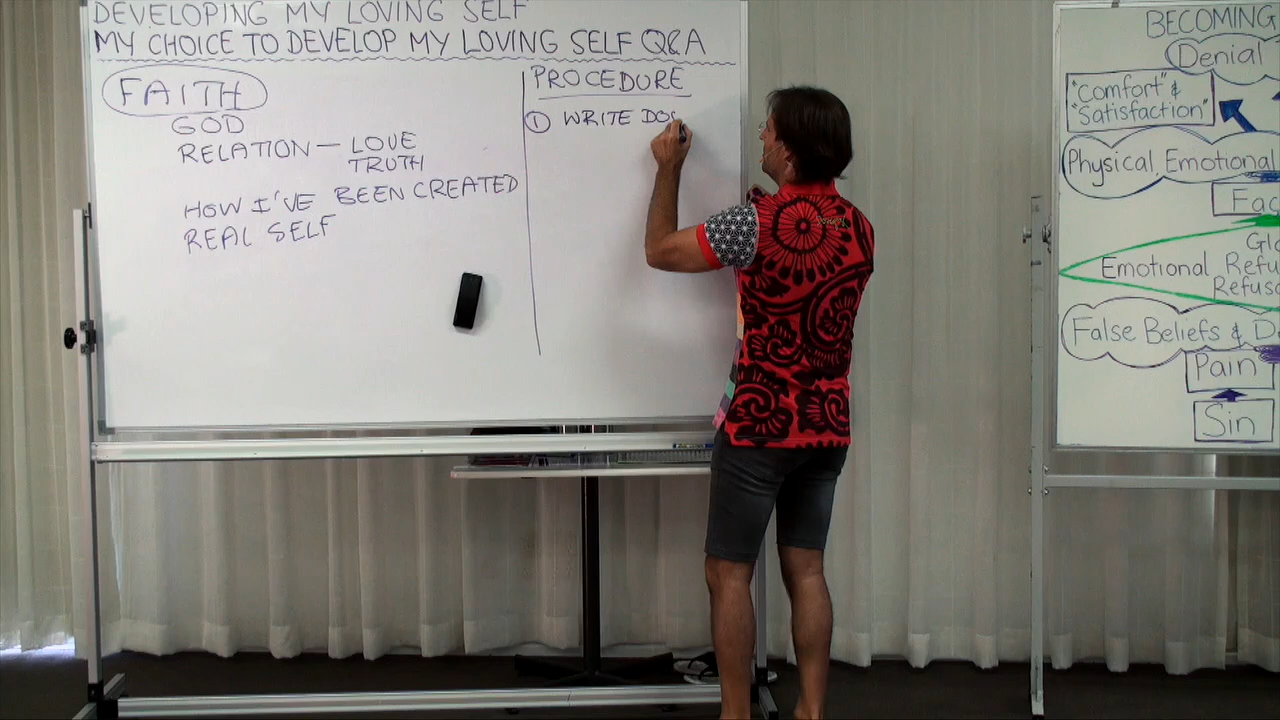 DEVELOPING MY LOVING SELF
MY CHOICE TO DEVELOP MY LOVING SELF Q&A
FAITH
GOD
RELATION — LOVE
TRUTH
HOW I'VE BEEN CREATED
REAL SELF
PROCEDURE
① WRITE DO
BECOMING
Denial
"Comfort" &
"Satisfaction"
Physical, Emotional
Fac
Glo
Emotional Refu
Refusa
False Beliefs & D
Pain
Sin